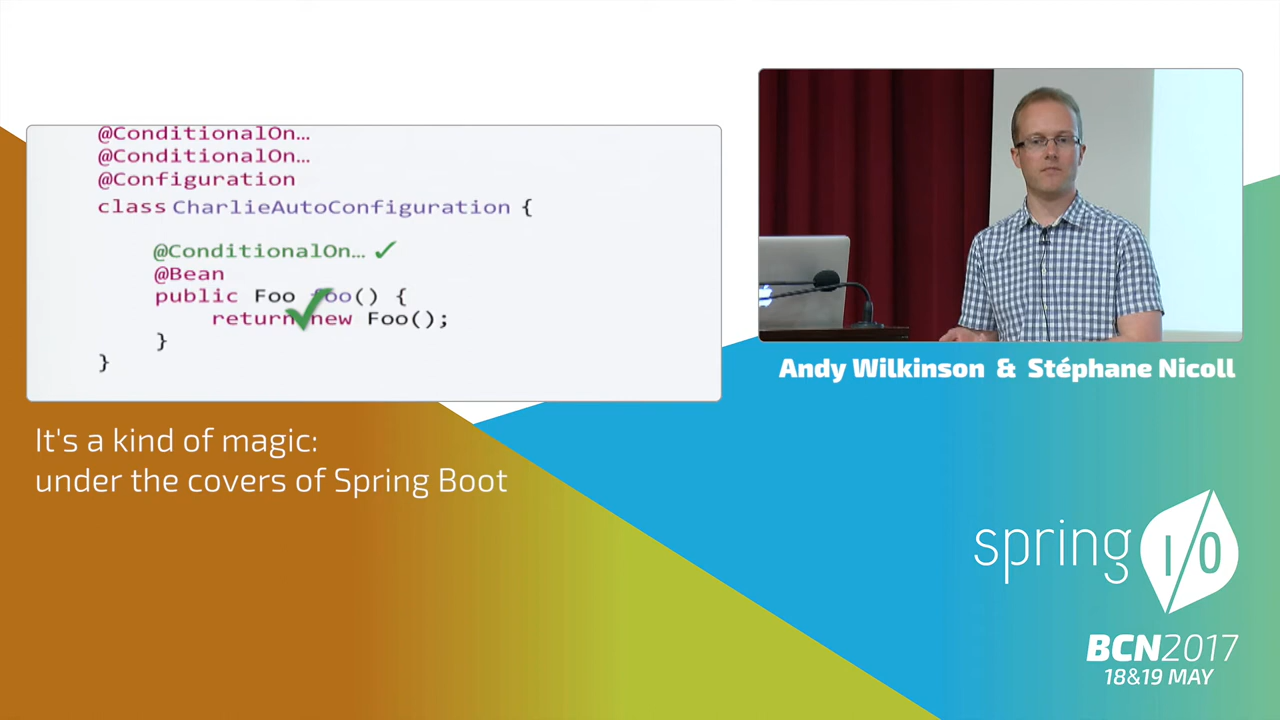 @ConditionalOn…
@ConditionalOn…
@Configuration
class CharlieAutoConfiguration {
@ConditionalOn… ✓
@Bean
public Foo foo() {
return new Foo();
}
}
Andy Wilkinson & Stéphane Nicoll
It's a kind of magic:
under the covers of Spring Boot
spring I/O
BCN2017
18&19 MAY